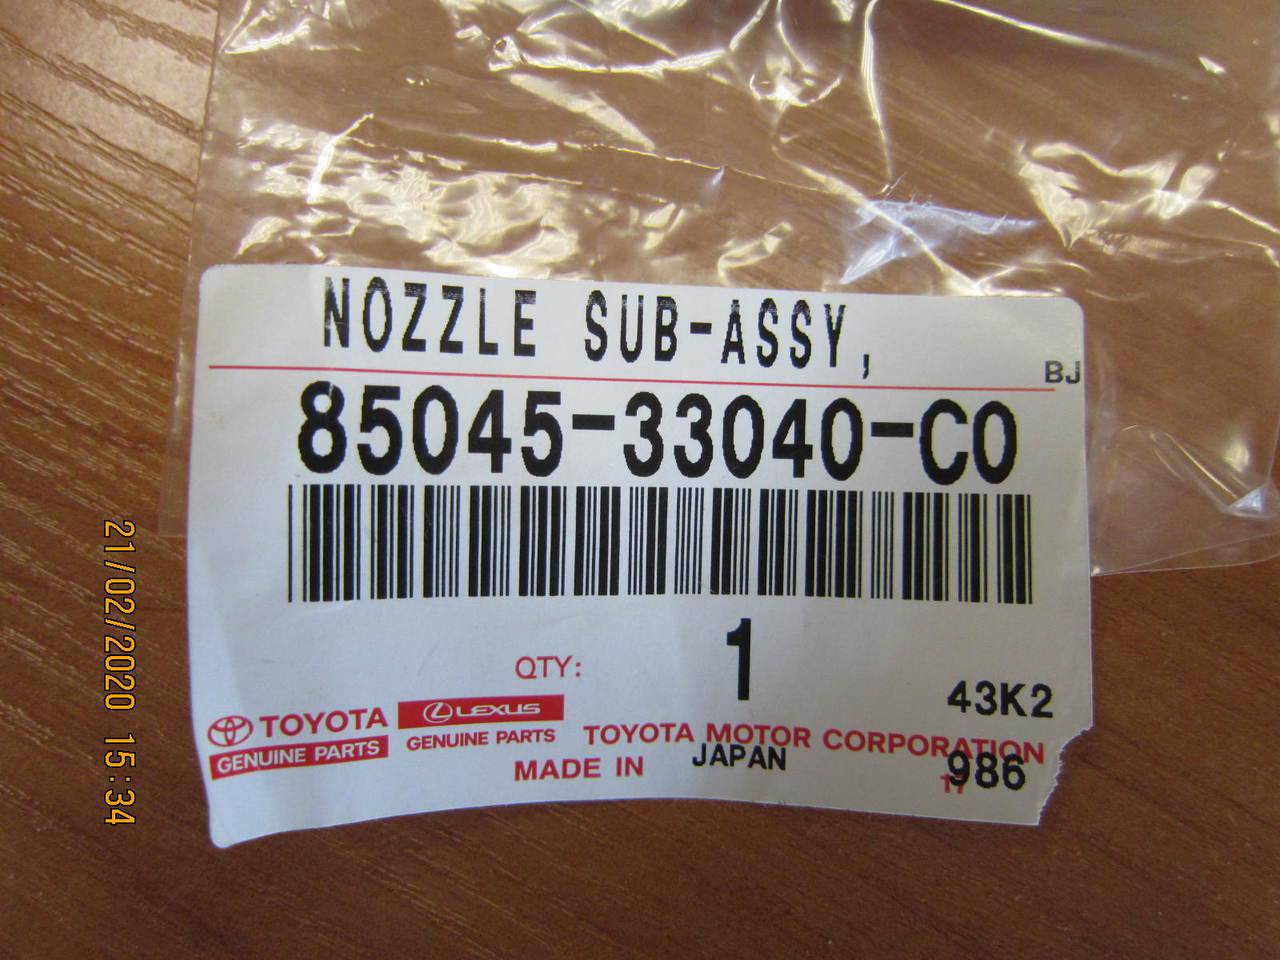 NOZZLE SUB-ASSY,
BJ
85045-33040-C0
QTY: 1
43K2
TOYOTA
GENUINE PARTS
LEXUS
GENUINE PARTS
TOYOTA MOTOR CORPORATION
MADE IN JAPAN
986
17
21/02/2020 15:34